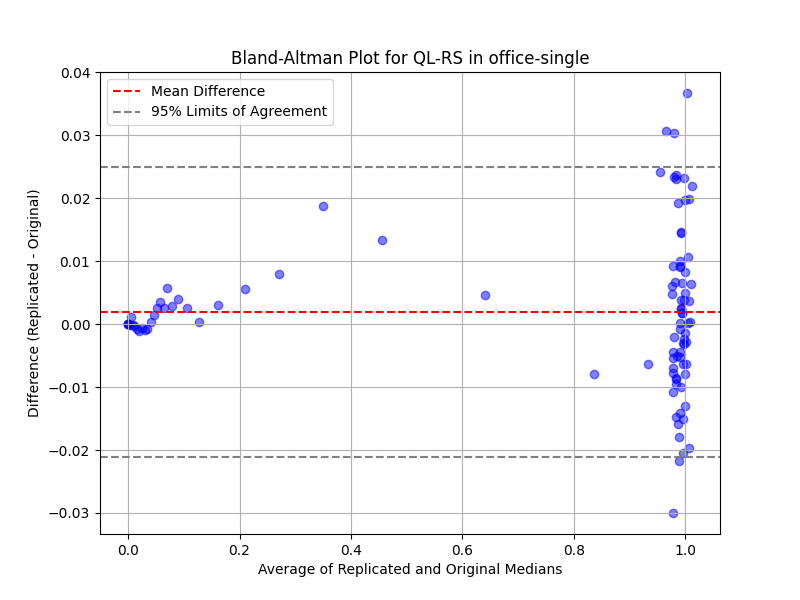 Bland-Altman Plot for QL-RS in office-single
Mean Difference
95% Limits of Agreement
Difference (Replicated - Original)
0.04
0.03
0.02
0.01
0.00
−0.01
−0.02
−0.03
0.0 0.2 0.4 0.6 0.8 1.0
Average of Replicated and Original Medians